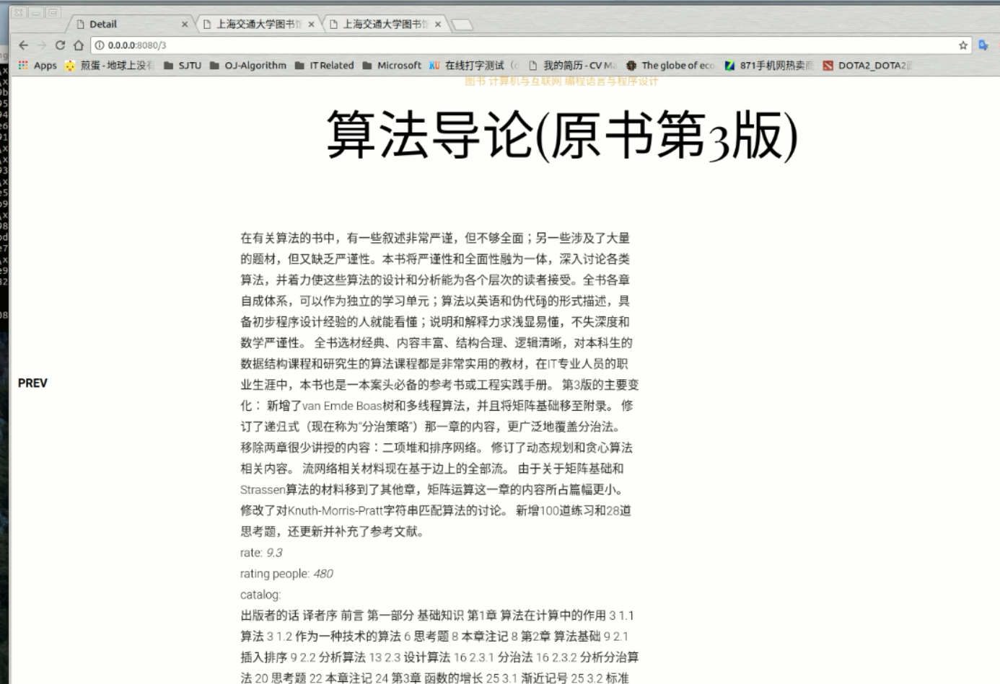 Detail
上海交通大学图书馆
上海交通大学图书馆
0.0.0.0:8080/3
Apps
煎蛋 - 地球上没有
SJTU
OJ-Algorithm
IT Related
Microsoft
KU
在线打字测试（
我的简历 - CV Ma
The globe of eco
871手机网热卖商
DOTA2_DOTA2
图书 计算机与互联网 编程语言与程序设计
算法导论(原书第3版)
在有关算法的书中，有一些叙述非常严谨，但不够全面；另一些涉及了大量
的题材，但又缺乏严谨性。本书将严谨性和全面性融为一体，深入讨论各类
算法，并着力使这些算法的设计和分析能为各个层次的读者接受。全书各章
自成体系，可以作为独立的学习单元；算法以英语和伪代码的形式描述，具
备初步程序设计经验的人就能看懂；说明和解释力求浅显易懂，不失深度和
数学严谨性。 全书选材经典、内容丰富、结构合理、逻辑清晰，对本科生的
数据结构课程和研究生的算法课程都是非常实用的教材，在IT专业人员的职
业生涯中，本书也是一本案头必备的参考书或工程实践手册。 第3版的主要变
化： 新增了van Emde Boas树和多线程算法，并且将矩阵基础移至附录。 修
订了递归式（现在称为“分治策略”）那一章的内容，更广泛地覆盖分治法。
移除两章很少讲授的内容：二项堆和排序网络。 修订了动态规划和贪心算法
相关内容。 流网络相关材料现在基于边上的全部流。 由于关于矩阵基础和
Strassen算法的材料移到了其他章，矩阵运算这一章的内容所占篇幅更小。
修改了对Knuth-Morris-Pratt字符串匹配算法的讨论。 新增100道练习和28道
思考题，还更新并补充了参考文献。
rate: 9.3
rating people: 480
catalog:
出版者的话 译者序 前言 第一部分 基础知识 第1章 算法在计算中的作用 3 1.1
算法 3 1.2 作为一种技术的算法 6 思考题 8 本章注记 8 第2章 算法基础 9 2.1
插入排序 9 2.2 分析算法 13 2.3 设计算法 16 2.3.1 分治法 16 2.3.2 分析分治算
法 20 思考题 22 本章注记 24 第3章 函数的增长 25 3.1 渐近记号 25 3.2 标准
PREV